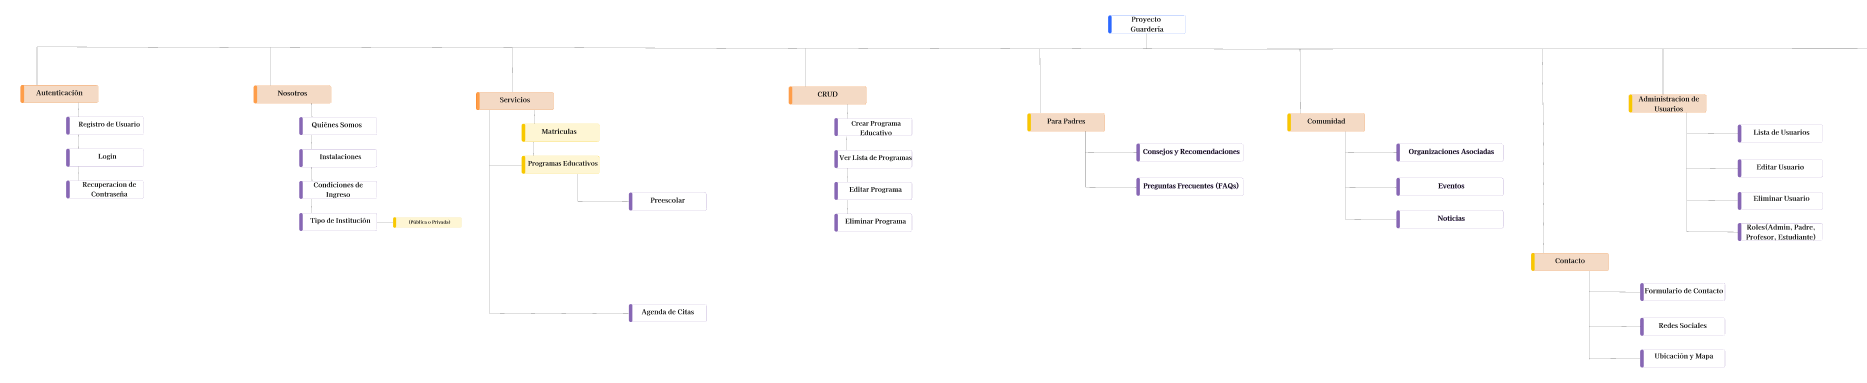 Proyecto
Guardería
Autenticación
Registro de Usuario
Login
Recuperacion de
Contraseña
Nosotros
Quiénes Somos
Instalaciones
Condiciones de
Ingreso
Tipo de Institución
(Pública o Privada)
Servicios
Matriculas
Programas Educativos
Preescolar
Agenda de Citas
CRUD
Crear Programa
Educativo
Ver Lista de Programas
Editar Programa
Eliminar Programa
Para Padres
Consejos y Recomendaciones
Preguntas Frecuentes (FAQs)
Comunidad
Organizaciones Asociadas
Eventos
Noticias
Contacto
Formulario de Contacto
Redes Sociales
Ubicación y Mapa
Administracion de
Usuarios
Lista de Usuarios
Editar Usuario
Eliminar Usuario
Roles(Admin, Padre,
Profesor, Estudiante)